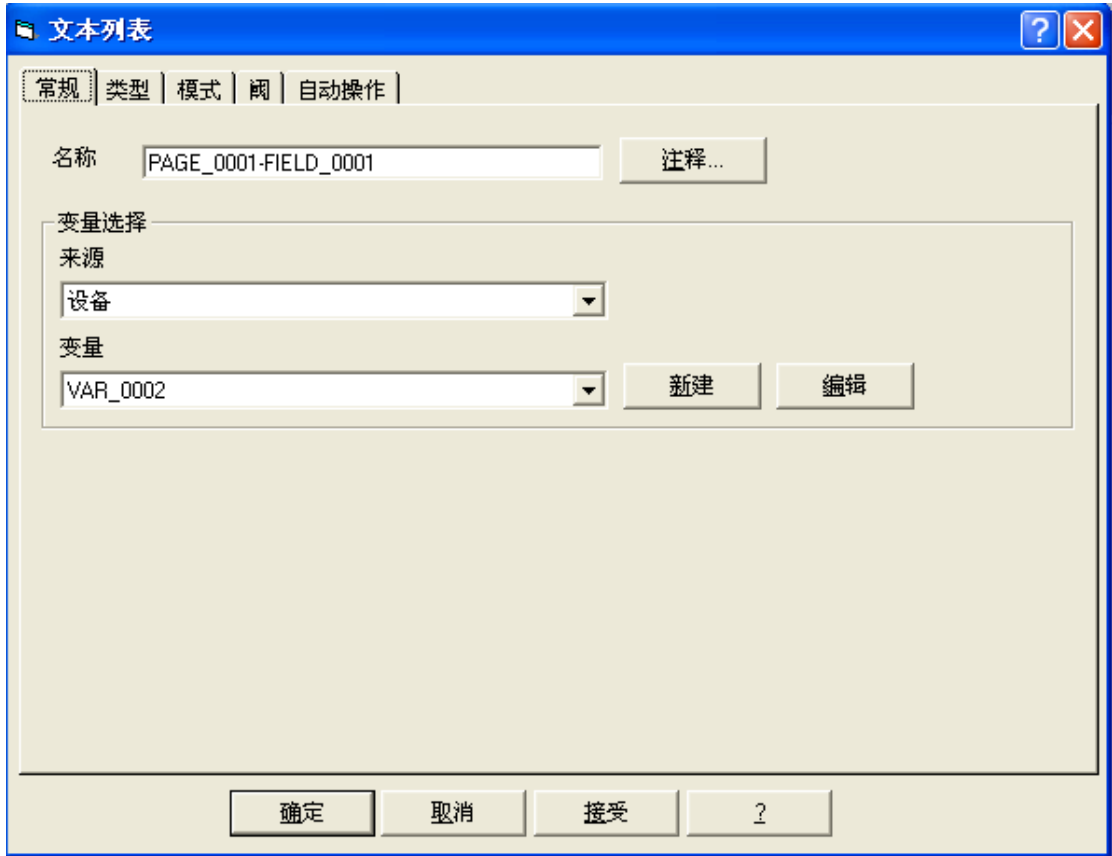 文本列表
常规 类型 模式 阈 自动操作
名称 PAGE_0001-FIELD_0001 注释...
变量选择
来源
设备
变量
VAR_0002 新建 编辑
确定 取消 接受 ?